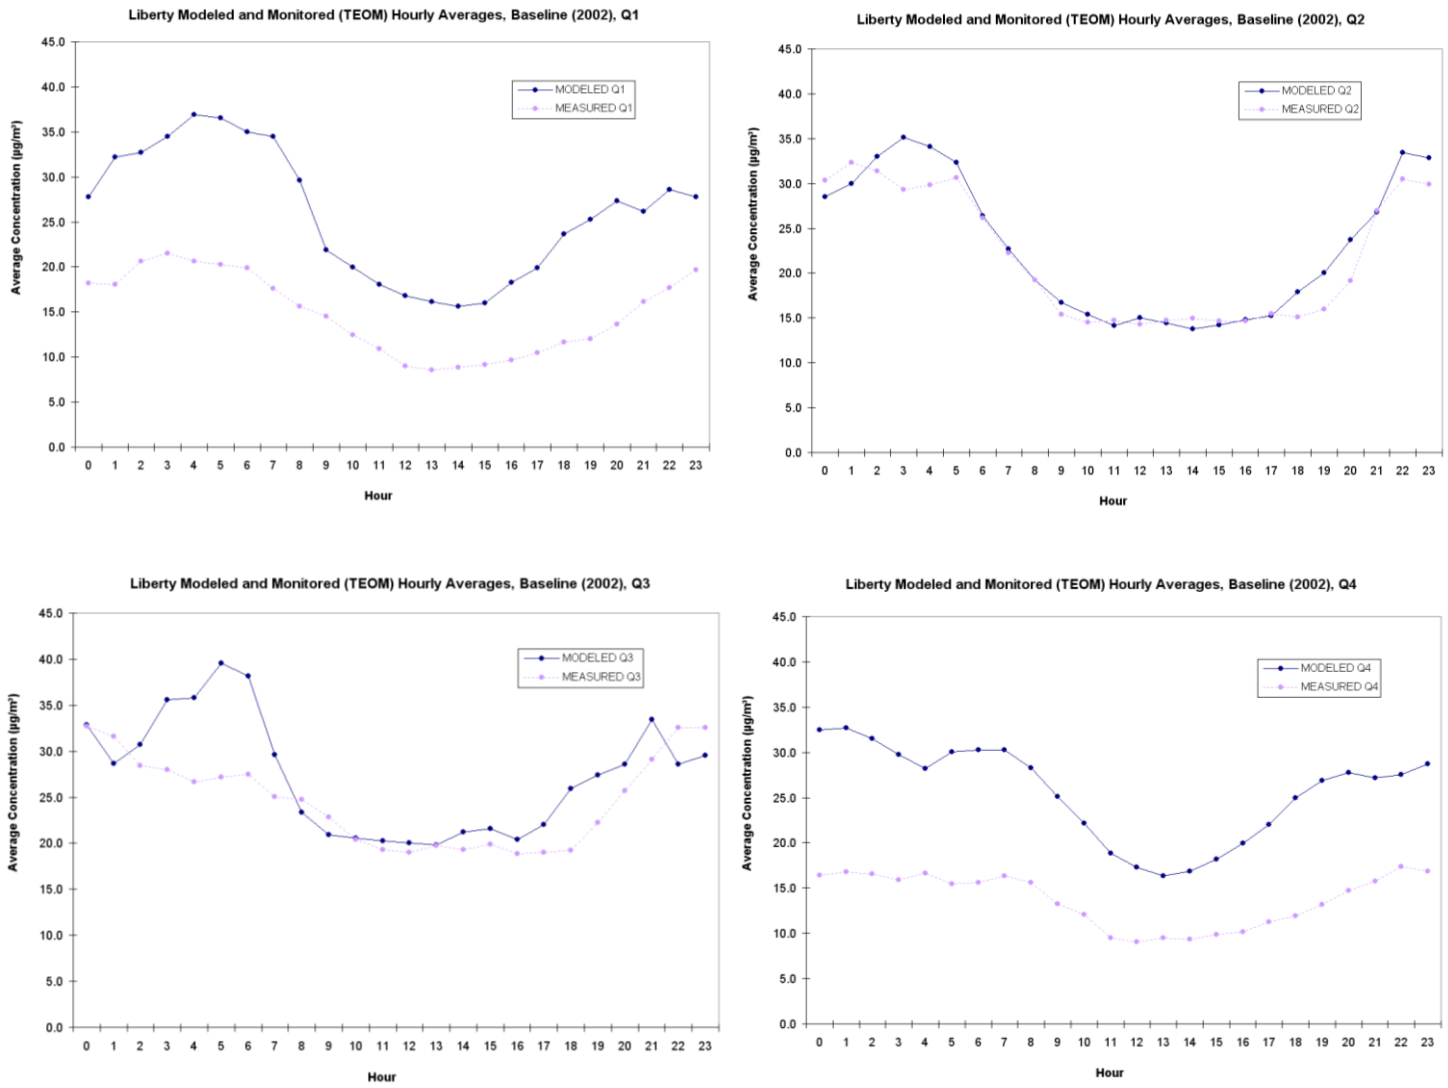 Liberty Modeled and Monitored (TEOM) Hourly Averages, Baseline (2002), Q1
45.0
40.0
35.0
30.0
25.0
20.0
15.0
10.0
5.0
0.0
Average Concentration (µg/m³)
MODELED Q1
MEASURED Q1
0 1 2 3 4 5 6 7 8 9 10 11 12 13 14 15 16 17 18 19 20 21 22 23
Hour
Liberty Modeled and Monitored (TEOM) Hourly Averages, Baseline (2002), Q2
45.0
40.0
35.0
30.0
25.0
20.0
15.0
10.0
5.0
0.0
Average Concentration (µg/m³)
MODELED Q2
MEASURED Q2
0 1 2 3 4 5 6 7 8 9 10 11 12 13 14 15 16 17 18 19 20 21 22 23
Hour
Liberty Modeled and Monitored (TEOM) Hourly Averages, Baseline (2002), Q3
45.0
40.0
35.0
30.0
25.0
20.0
15.0
10.0
5.0
0.0
Average Concentration (µg/m³)
MODELED Q3
MEASURED Q3
0 1 2 3 4 5 6 7 8 9 10 11 12 13 14 15 16 17 18 19 20 21 22 23
Hour
Liberty Modeled and Monitored (TEOM) Hourly Averages, Baseline (2002), Q4
45.0
40.0
35.0
30.0
25.0
20.0
15.0
10.0
5.0
0.0
Average Concentration (µg/m³)
MODELED Q4
MEASURED Q4
0 1 2 3 4 5 6 7 8 9 10 11 12 13 14 15 16 17 18 19 20 21 22 23
Hour